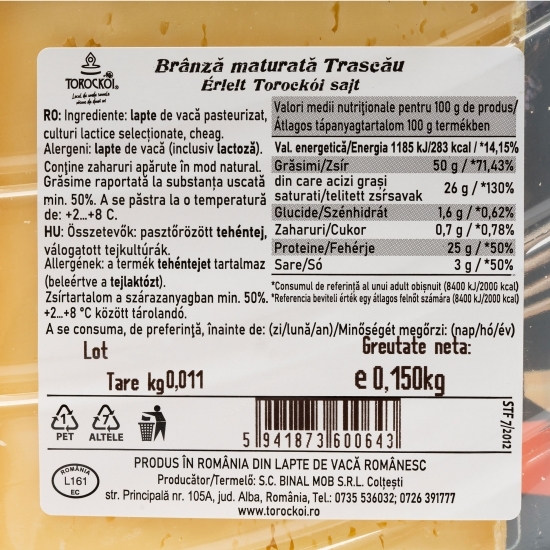 TOROCKÓI®
Brânză maturată Trascău
Érlelt Torockói sajt
RO: Ingrediente: lapte de vacă pasteurizat,
culturi lactice selecționate, cheag.
Alergeni: lapte de vacă (inclusiv lactoză).
Conține zaharuri apărute în mod natural.
Grăsime raportată la substanța uscată
min. 50%. A se păstra la o temperatură
de: +2...+8 C.
HU: Összetevők: pasztőrözött tehéntej,
válogatott tejkultúrák.
Allergének: a termék tehéntejet tartalmaz
(beleértve a tejlaktózt).
Zsírtartalom a szárazanyagban min. 50%.
+2...+8 °C között tárolandó.
Valori medii nutriționale pentru 100 g de produs/
Átlagos tápanyagtartalom 100 g termékben
Val. energetică/Energia 1185 kJ/283 kcal / *14,15%
Grăsimi/Zsír 50 g / *71,43%
din care acizi grași
saturati/telitett zsírsavak 26 g / *130%
Glucide/Szénhidrát 1,6 g / *0,62%
Zaharuri/Cukor 0,7 g / *0,78%
Proteine/Fehérje 25 g / *50%
Sare/Só 3 g / *50%
*Consumul de referință al unui adult obișnuit (8400 kJ/2000 kcal)
*Referencia beviteli érték egy átlagos felnőt számára (8400 kJ/2000 kcal)
A se consuma, de preferință, înainte de: (zi/lună/an)/Minőségét megőrzi: (nap/hó/év)
Lot
Greutate neta:
Tare kg0,011
e 0,150kg
1
PET
7
ALTELE
5 941873 600643
STF 7/2012
ROMÂNIA
L161
EC
PRODUS ÎN ROMÂNIA DIN LAPTE DE VACĂ ROMÂNESC
Producător/Termelő: S.C. BINAL MOB S.R.L. Colțești
str. Principală nr. 105A, jud. Alba, România, Tel.: 0735 536032; 0726 391777
www.torockoi.ro